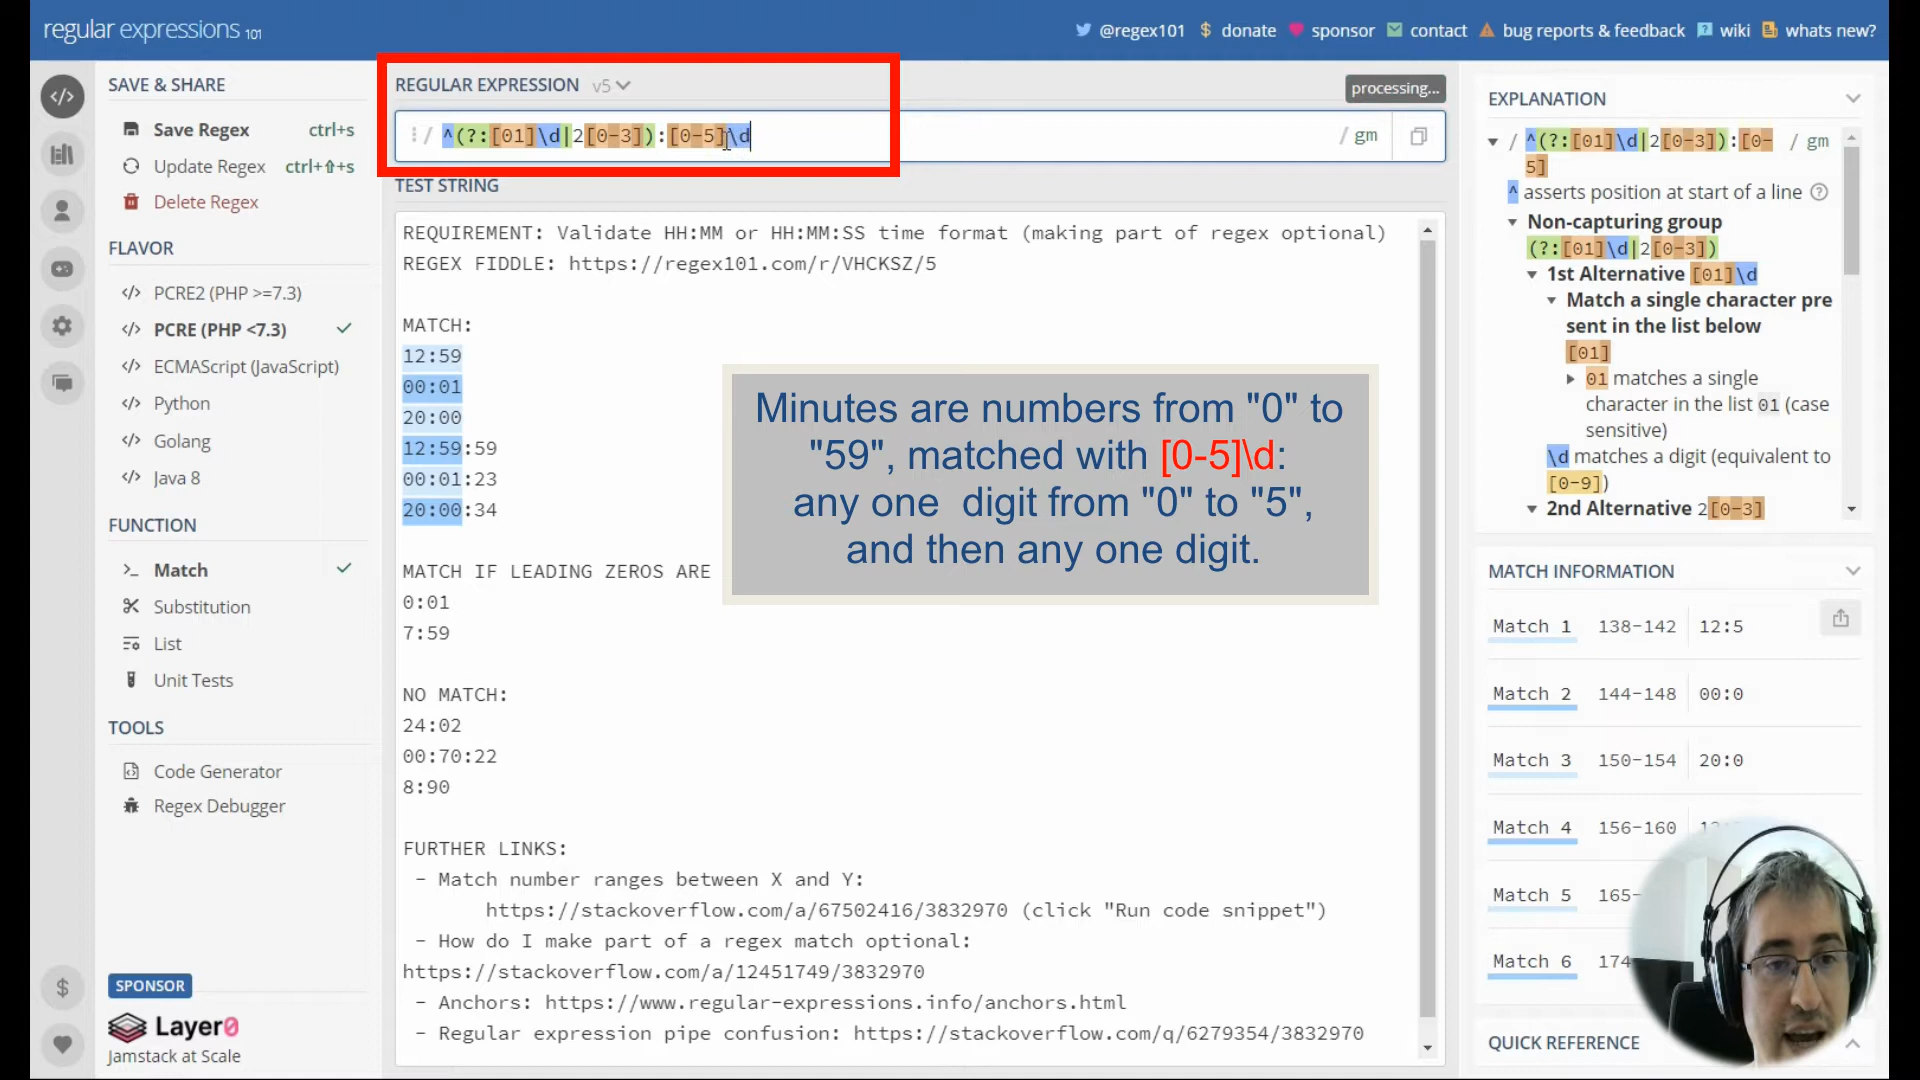 regular expressions 101
@regex101 $ donate sponsor contact bug reports & feedback wiki whats new?
SAVE & SHARE
Save Regex ctrl+s
Update Regex ctrl+⇧+s
Delete Regex
FLAVOR
</> PCRE2 (PHP >=7.3)
</> PCRE (PHP <7.3)
</> ECMAScript (JavaScript)
</> Python
</> Golang
</> Java 8
FUNCTION
>_ Match
Substitution
List
Unit Tests
TOOLS
Code Generator
Regex Debugger
SPONSOR
Layer0
Jamstack at Scale
REGULAR EXPRESSION v5
processing...
/ ^(?:[01]\d|2[0-3]):[0-5]\d / gm
TEST STRING
REQUIREMENT: Validate HH:MM or HH:MM:SS time format (making part of regex optional)
REGEX FIDDLE: https://regex101.com/r/VHCKSZ/5
MATCH:
12:59
00:01
20:00
12:59:59
00:01:23
20:00:34
MATCH IF LEADING ZEROS ARE
0:01
7:59
NO MATCH:
24:02
00:70:22
8:90
FURTHER LINKS:
- Match number ranges between X and Y:
https://stackoverflow.com/a/67502416/3832970 (click "Run code snippet")
- How do I make part of a regex match optional:
https://stackoverflow.com/a/12451749/3832970
- Anchors: https://www.regular-expressions.info/anchors.html
- Regular expression pipe confusion: https://stackoverflow.com/q/6279354/3832970
Minutes are numbers from "0" to
"59", matched with [0-5]\d:
any one digit from "0" to "5",
and then any one digit.
EXPLANATION
/ ^(?:[01]\d|2[0-3]):[0- / gm
5]
^ asserts position at start of a line
Non-capturing group
(?:[01]\d|2[0-3])
1st Alternative [01]\d
Match a single character pre
sent in the list below
[01]
01 matches a single
character in the list 01 (case
sensitive)
\d matches a digit (equivalent to
[0-9])
2nd Alternative 2[0-3]
MATCH INFORMATION
Match 1 138-142 12:5
Match 2 144-148 00:0
Match 3 150-154 20:0
Match 4 156-160
Match 5 165-
Match 6 174
QUICK REFERENCE